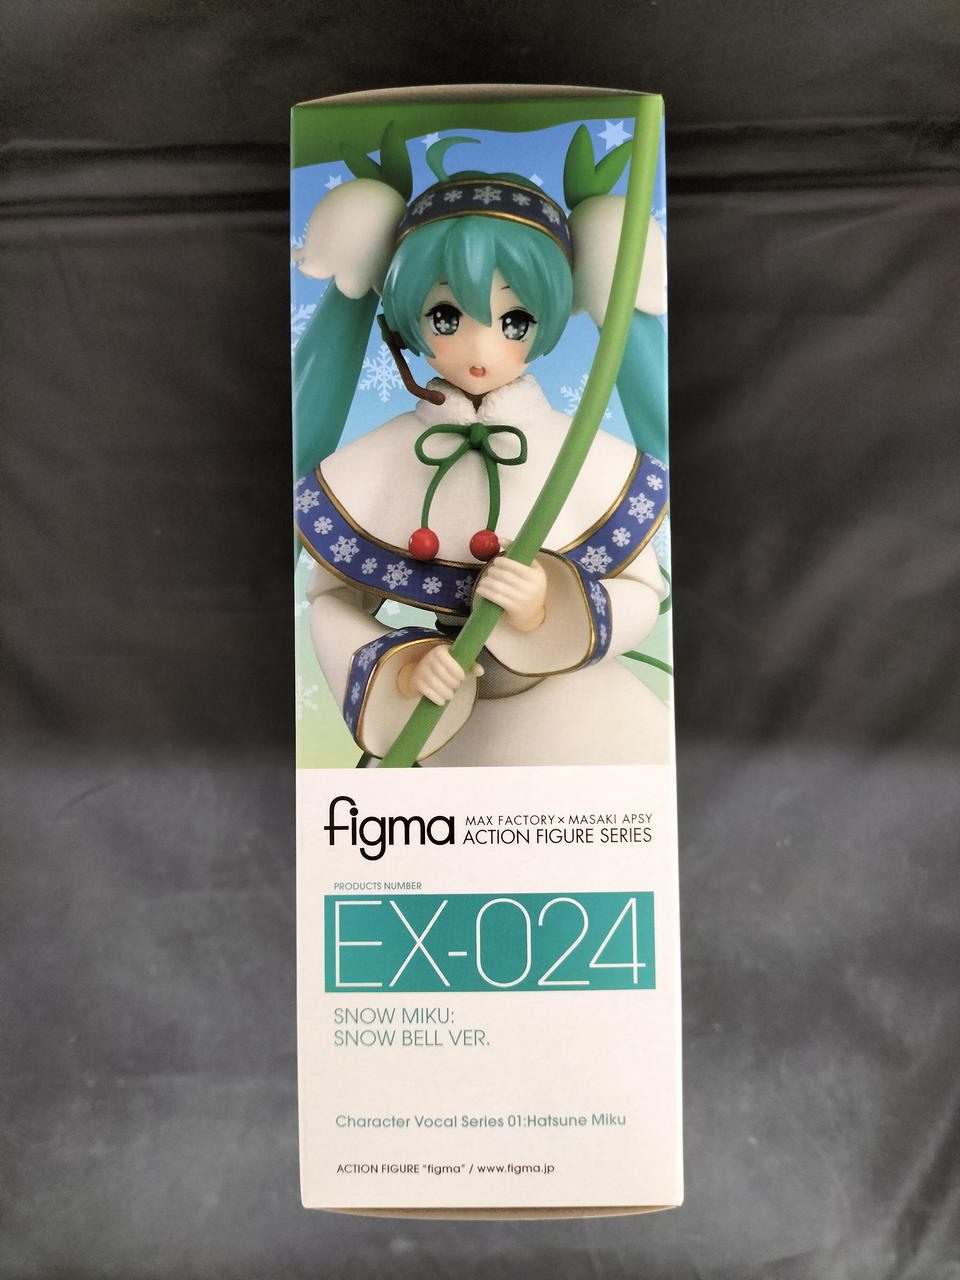 figma MAX FACTORY×MASAKI APSY
ACTION FIGURE SERIES
PRODUCTS NUMBER
EX-024
SNOW MIKU:
SNOW BELL VER.
Character Vocal Series 01:Hatsune Miku
ACTION FIGURE "figma" / www.figma.jp